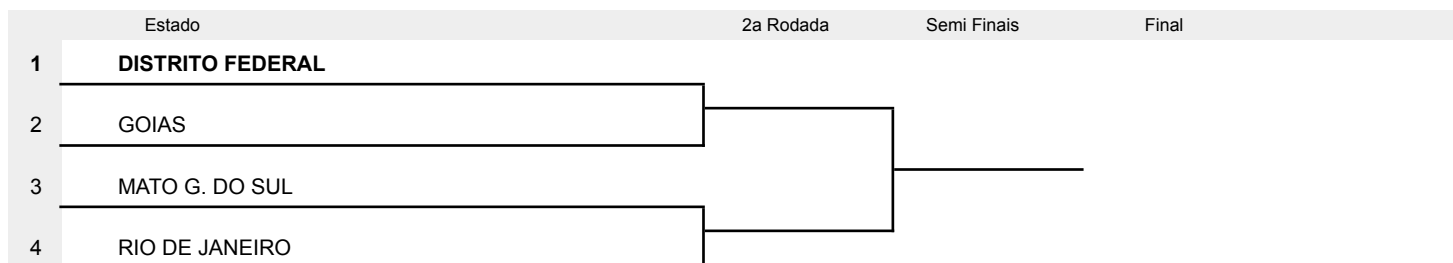 Estado 2a Rodada Semi Finais Final
1 DISTRITO FEDERAL
2 GOIAS
3 MATO G. DO SUL
4 RIO DE JANEIRO